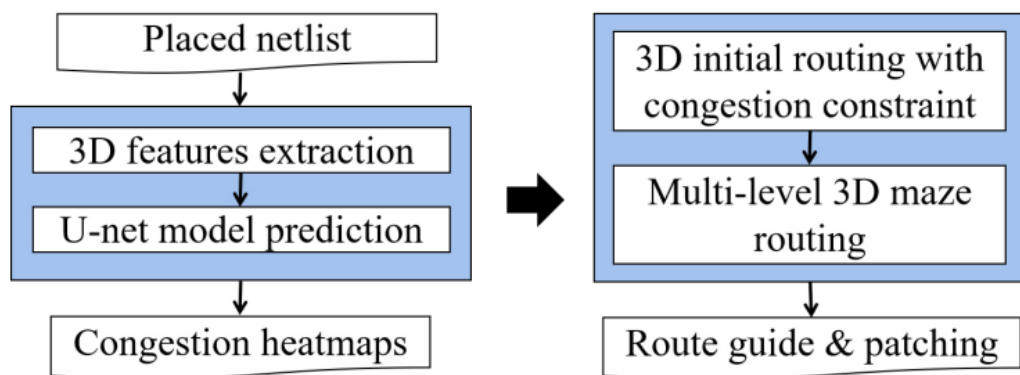 Placed netlist
3D features extraction
U-net model prediction
Congestion heatmaps
3D initial routing with
congestion constraint
Multi-level 3D maze
routing
Route guide & patching